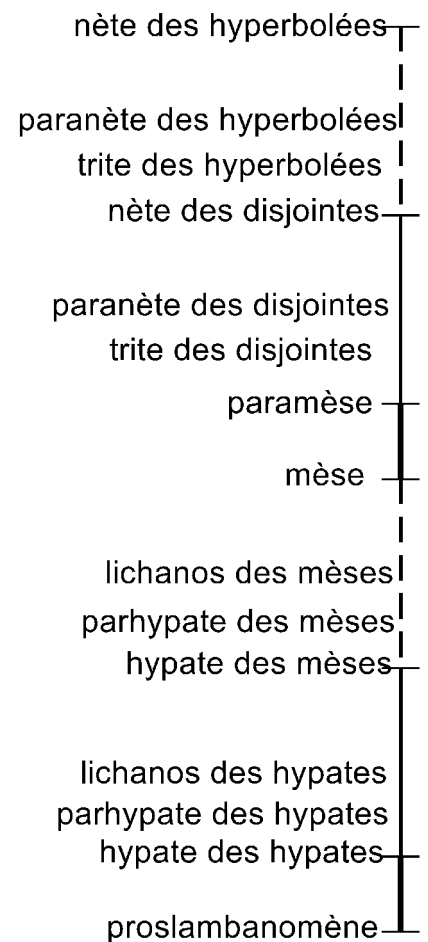 nète des hyperbolées
paranète des hyperbolées
trite des hyperbolées
nète des disjointes
paranète des disjointes
trite des disjointes
paramèse
mèse
lichanos des mèses
parhypate des mèses
hypate des mèses
lichanos des hypates
parhypate des hypates
hypate des hypates
proslambanomène